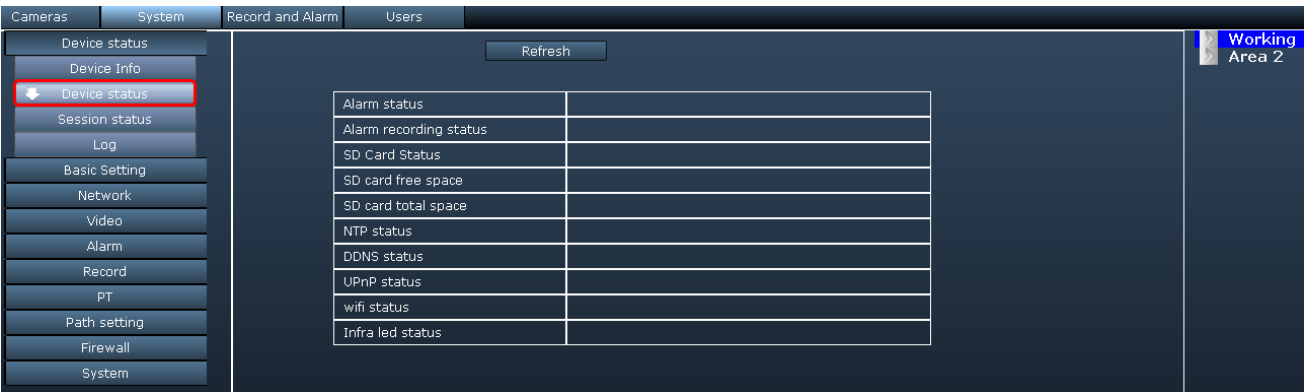 Cameras
System
Record and Alarm
Users
Device status
Device Info
Device status
Session status
Log
Basic Setting
Network
Video
Alarm
Record
PT
Path setting
Firewall
System
Refresh
Alarm status
Alarm recording status
SD Card Status
SD card free space
SD card total space
NTP status
DDNS status
UPnP status
wifi status
Infra led status
Working
Area 2